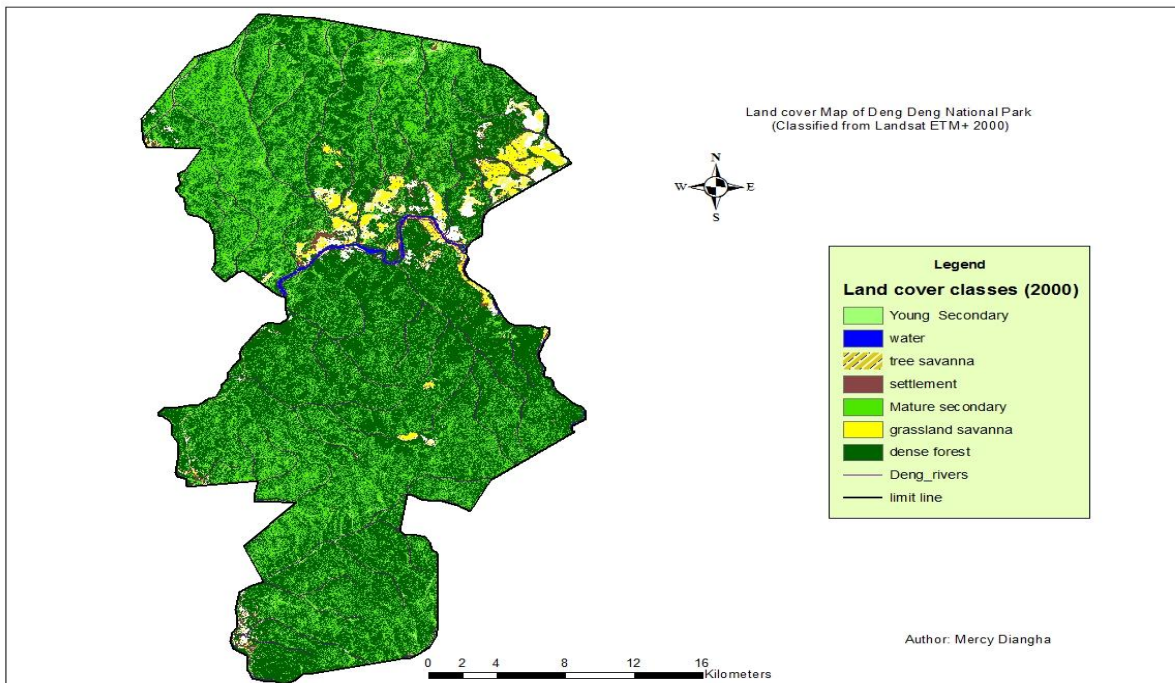 Land cover Map of Deng Deng National Park
(Classified from Landsat ETM+ 2000)
N
W E
S
Legend
Land cover classes (2000)
Young Secondary
water
tree savanna
settlement
Mature secondary
grassland savanna
dense forest
Deng_rivers
limit line
Author: Mercy Diangha
0 2 4 8 12 16
Kilometers